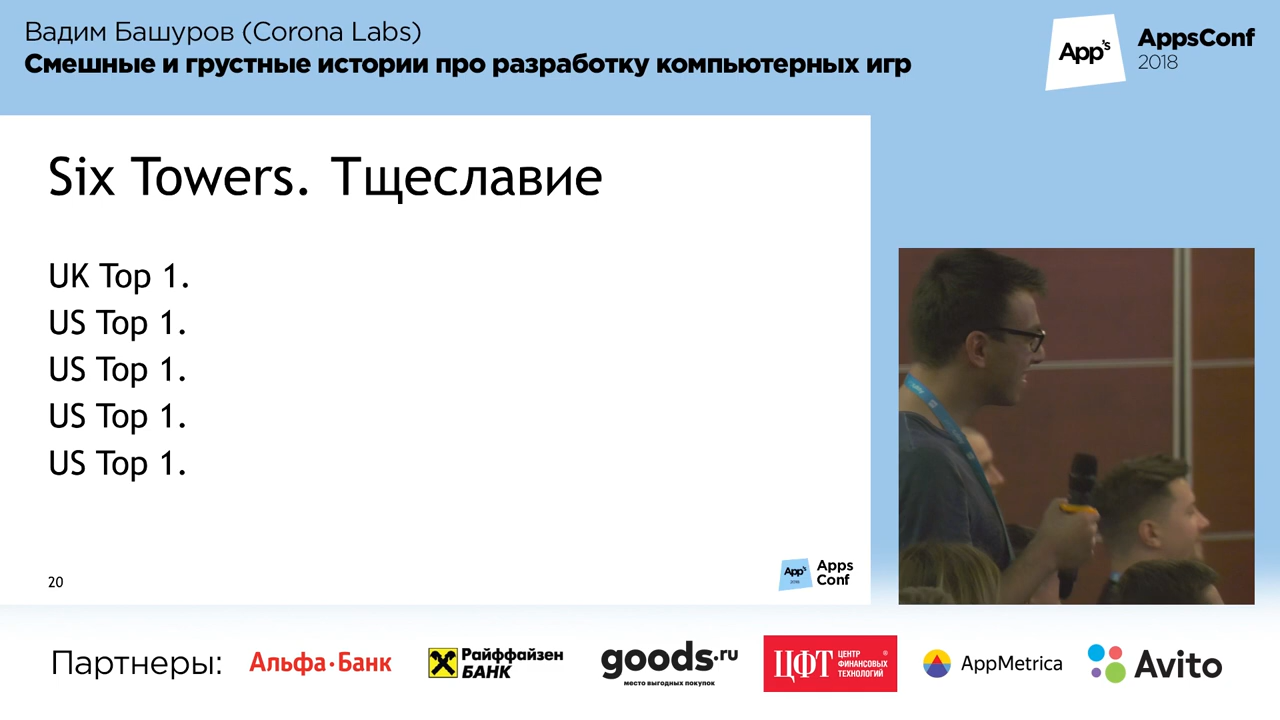 Вадим Башуров (Corona Labs)
Смешные и грустные истории про разработку компьютерных игр
App's
AppsConf
2018
Six Towers. Тщеславие
UK Top 1.
US Top 1.
US Top 1.
US Top 1.
US Top 1.
20
App's
2018
Apps
Conf
Партнеры:
Альфа·Банк
Райффайзен
БАНК
goods.ru
место выгодных покупок
ЦФТ
ЦЕНТР
ФИНАНСОВЫХ
ТЕХНОЛОГИЙ
®
AppMetrica
Avito